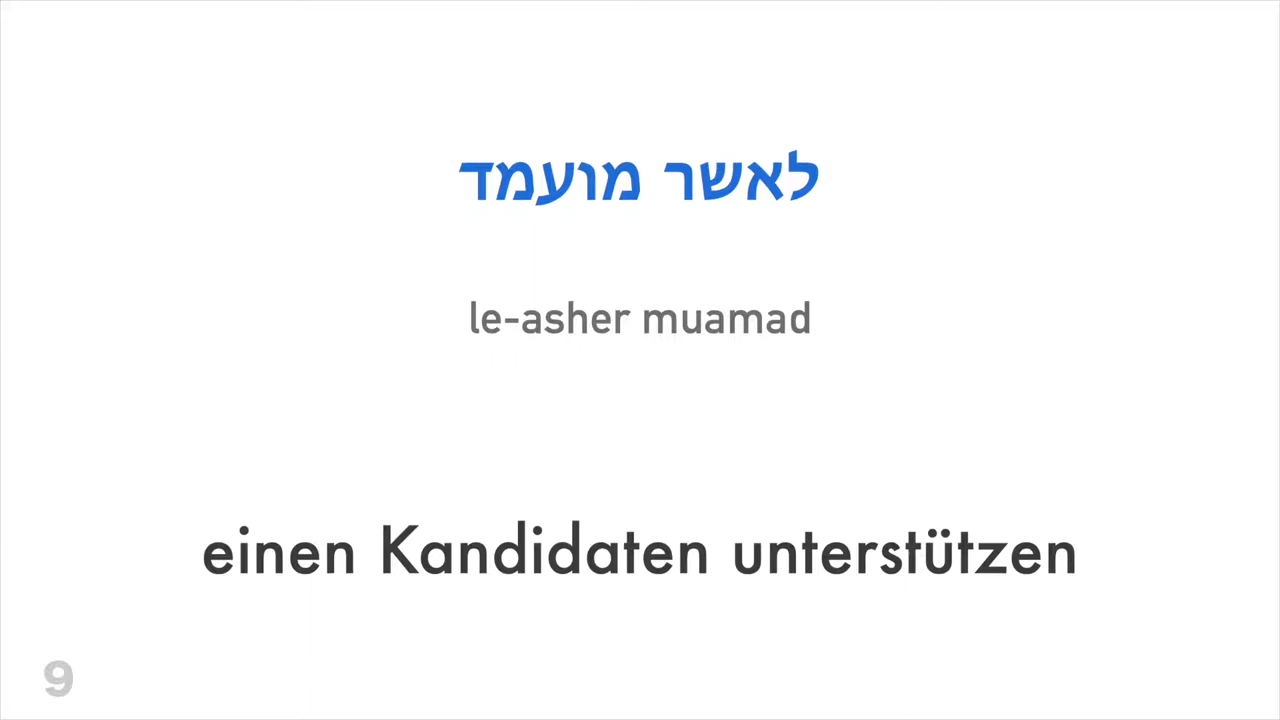 לאשר מועמד
le-asher muamad
einen Kandidaten unterstützen
9